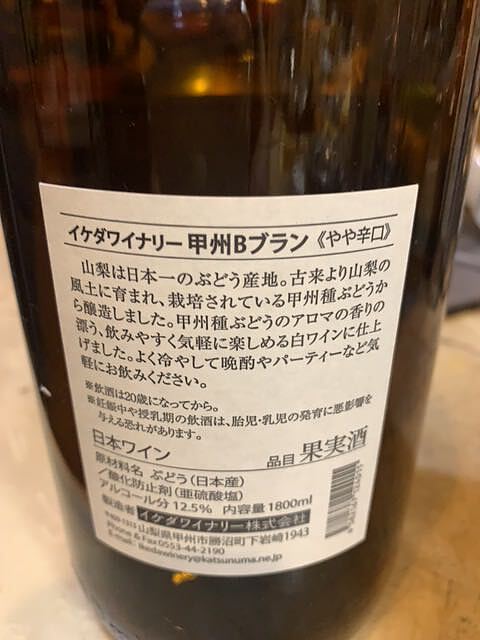 イケダワイナリー 甲州Bブラン《やや辛口》
山梨は日本一のぶどう産地。古来より山梨の
風土に育まれ、栽培されている甲州種ぶどうか
ら醸造しました。甲州種ぶどうのアロマの香りの
漂う、飲みやすく気軽に楽しめる白ワインに仕上
げました。よく冷やして晩酌やパーティーなど気
軽にお飲みください。
※飲酒は20歳になってから。
※妊娠中や授乳期の飲酒は、胎児・乳児の発育に悪影響を
与える恐れがあります。
日本ワイン 品目 果実酒
原材料名 ぶどう(日本産)
/酸化防止剤(亜硫酸塩)
アルコール分 12.5% 内容量 1800ml
製造者 イケダワイナリー株式会社
〒409-1313 山梨県甲州市勝沼町下岩崎1943
Phone & Fax 0553-44-2190
E-mail: ikedawinery@katsunuma.ne.jp